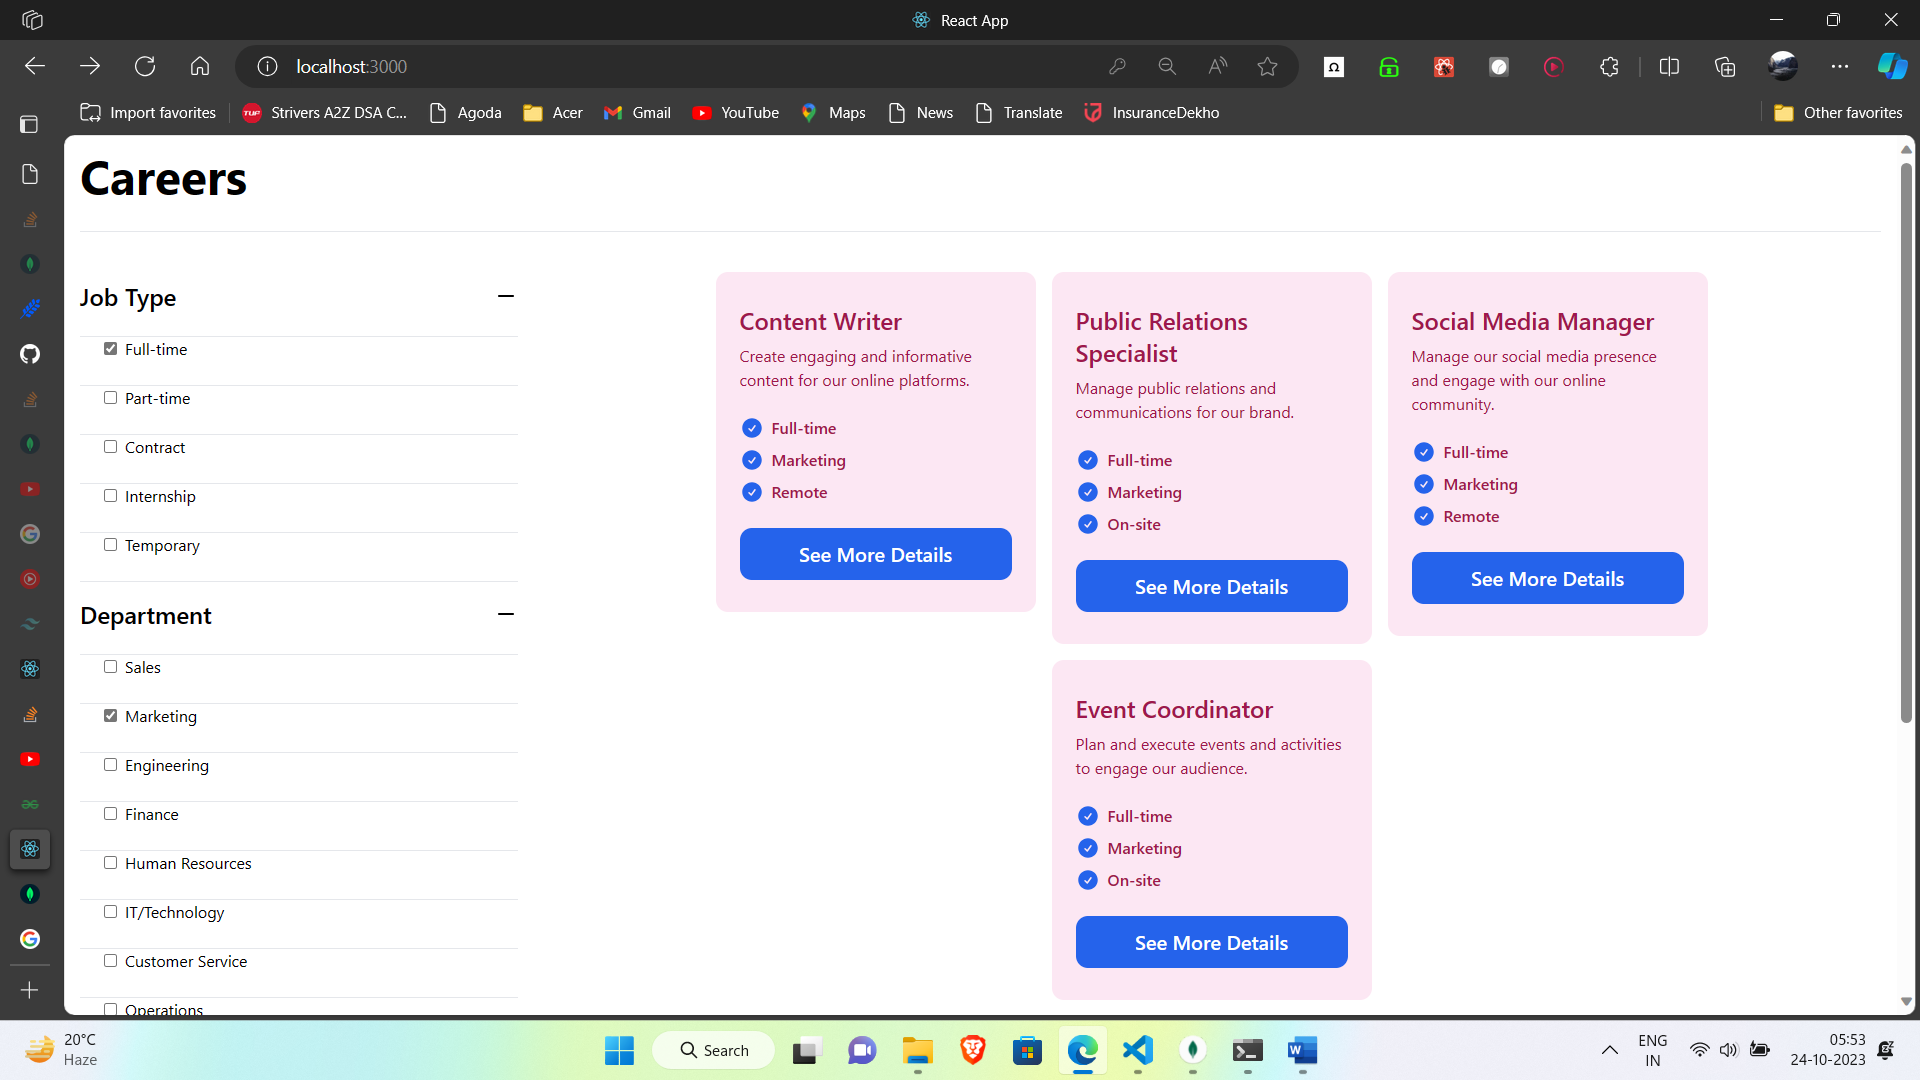 React App
localhost:3000
Import favorites
TUF
Strivers A2Z DSA C...
Agoda
Acer
Gmail
YouTube
Maps
News
Translate
InsuranceDekho
Other favorites
Careers
Job Type
Full-time
Part-time
Contract
Internship
Temporary
Department
Sales
Marketing
Engineering
Finance
Human Resources
IT/Technology
Customer Service
Operations
Content Writer
Create engaging and informative
content for our online platforms.
Full-time
Marketing
Remote
See More Details
Public Relations
Specialist
Manage public relations and
communications for our brand.
Full-time
Marketing
On-site
See More Details
Social Media Manager
Manage our social media presence
and engage with our online
community.
Full-time
Marketing
Remote
See More Details
Event Coordinator
Plan and execute events and activities
to engage our audience.
Full-time
Marketing
On-site
See More Details
20°C
Haze
Search
ENG
IN
05:53
24-10-2023